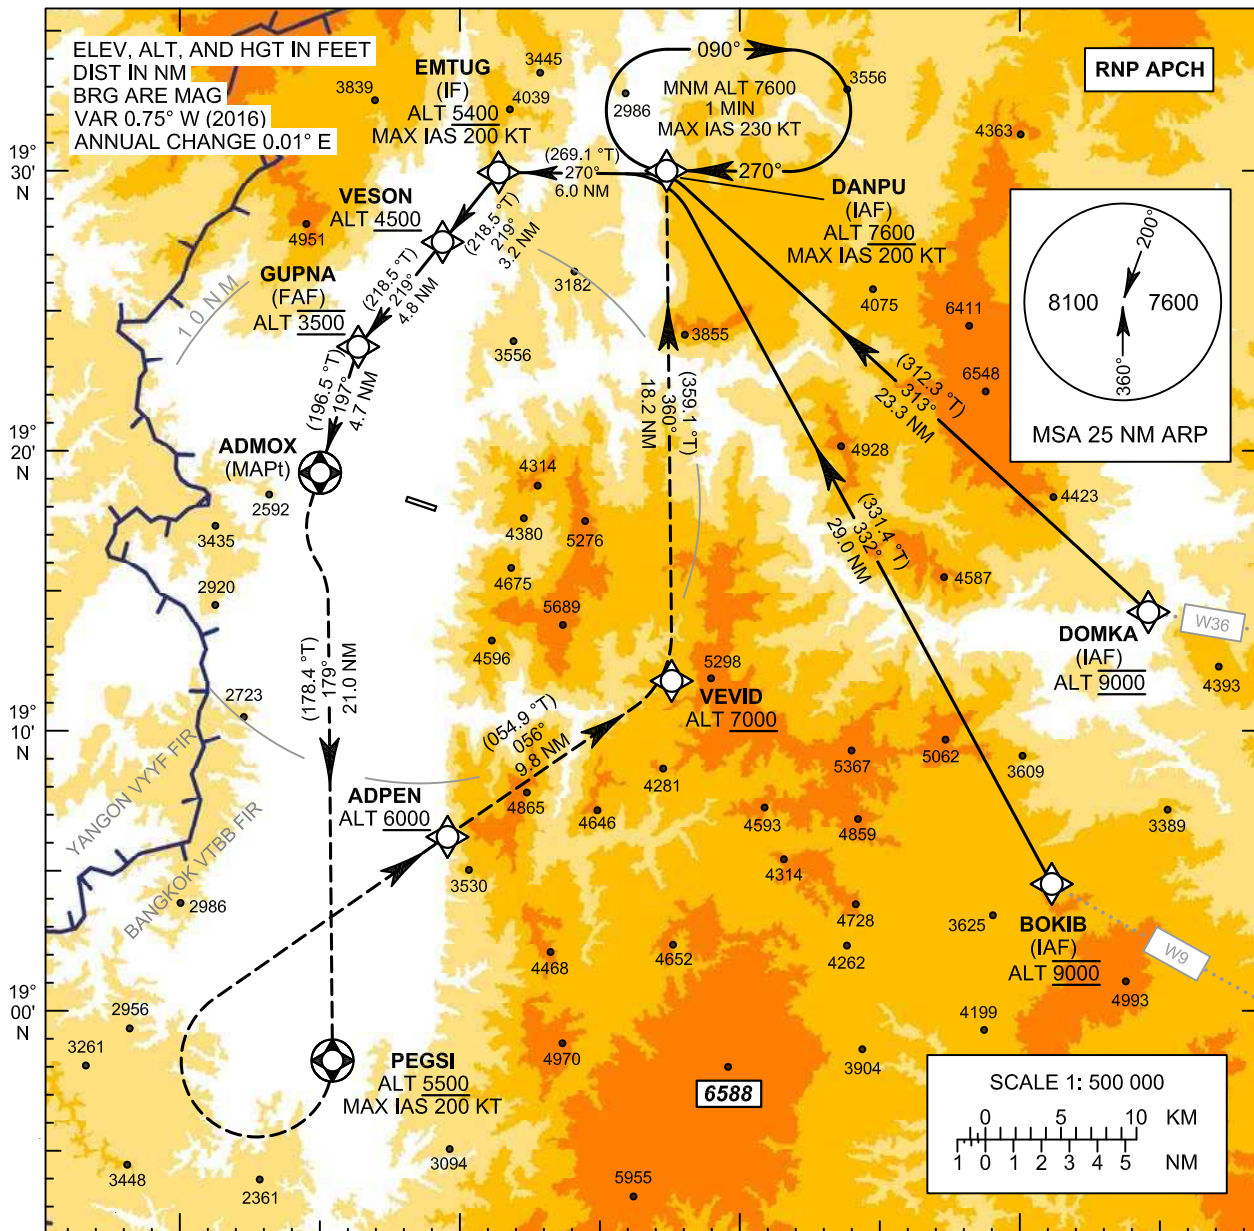 ELEV, ALT, AND HGT IN FEET
DIST IN NM
BRG ARE MAG
VAR 0.75° W (2016)
ANNUAL CHANGE 0.01° E
RNP APCH
EMTUG
(IF)
ALT 5400
MAX IAS 200 KT
090°
MNM ALT 7600
1 MIN
MAX IAS 230 KT
270°
DANPU
(IAF)
ALT 7600
MAX IAS 200 KT
(269.1 °T)
270°
6.0 NM
VESON
ALT 4500
(218.5 °T)
219°
3.2 NM
GUPNA
(FAF)
ALT 3500
(218.5 °T)
219°
4.8 NM
10 NM
(196.5 °T)
197°
4.7 NM
ADMOX
(MAPt)
(178.4 °T)
179°
21.0 NM
PEGSI
ALT 5500
MAX IAS 200 KT
ADPEN
ALT 6000
(054.9 °T)
056°
9.8 NM
VEVID
ALT 7000
(359.1 °T)
360°
18.2 NM
(312.3 °T)
313°
23.3 NM
(331.4 °T)
332°
29.0 NM
DOMKA
(IAF)
ALT 9000
W36
BOKIB
(IAF)
ALT 9000
W9
200°
8100
7600
360°
MSA 25 NM ARP
YANGON VYYF FIR
BANGKOK VTBB FIR
19°
30'
N
19°
20'
N
19°
10'
N
19°
00'
N
3839
3445
4039
2986
3556
4363
4951
3182
4075
6411
3556
3855
6548
4928
4423
2592
3435
4314
4380
5276
4675
4587
2920
5689
4596
2723
5298
4393
5062
5367
3609
4281
4865
4646
4593
4859
3389
3530
4314
2986
4728
3625
4468
4652
4262
4993
2956
4199
3261
4970
3904
6588
3094
3448
2361
5955
SCALE 1: 500 000
0 5 10 KM
1 0 1 2 3 4 5 NM